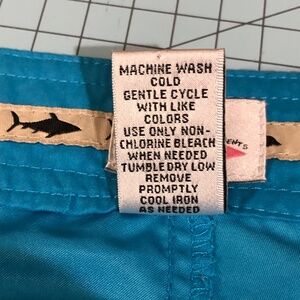 MACHINE WASH
COLD
GENTLE CYCLE
WITH LIKE
COLORS
USE ONLY NON-
CHLORINE BLEACH
WHEN NEEDED
TUMBLE DRY LOW
REMOVE
PROMPTLY
COOL IRON
AS NEEDED